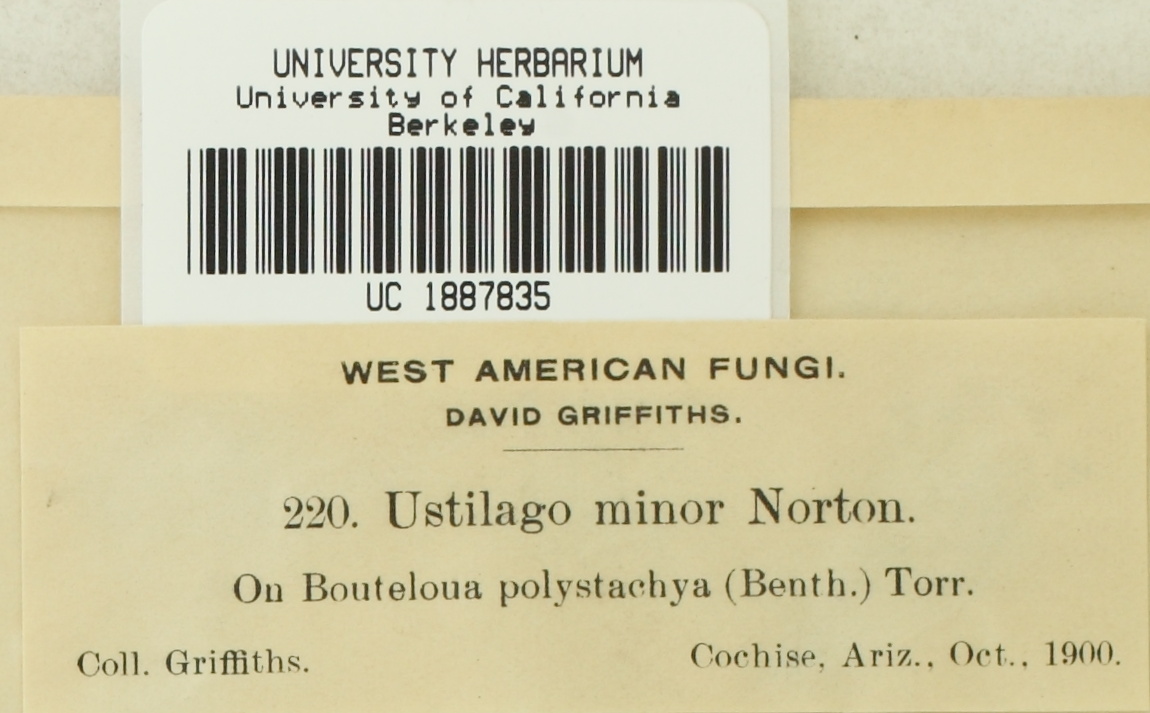 UNIVERSITY HERBARIUM
University of California
Berkeley
UC 1887835
WEST AMERICAN FUNGI.
DAVID GRIFFITHS.
220. Ustilago minor Norton.
On Bouteloua polystachya (Benth.) Torr.
Coll. Griffiths.
Cochise, Ariz., Oct., 1900.